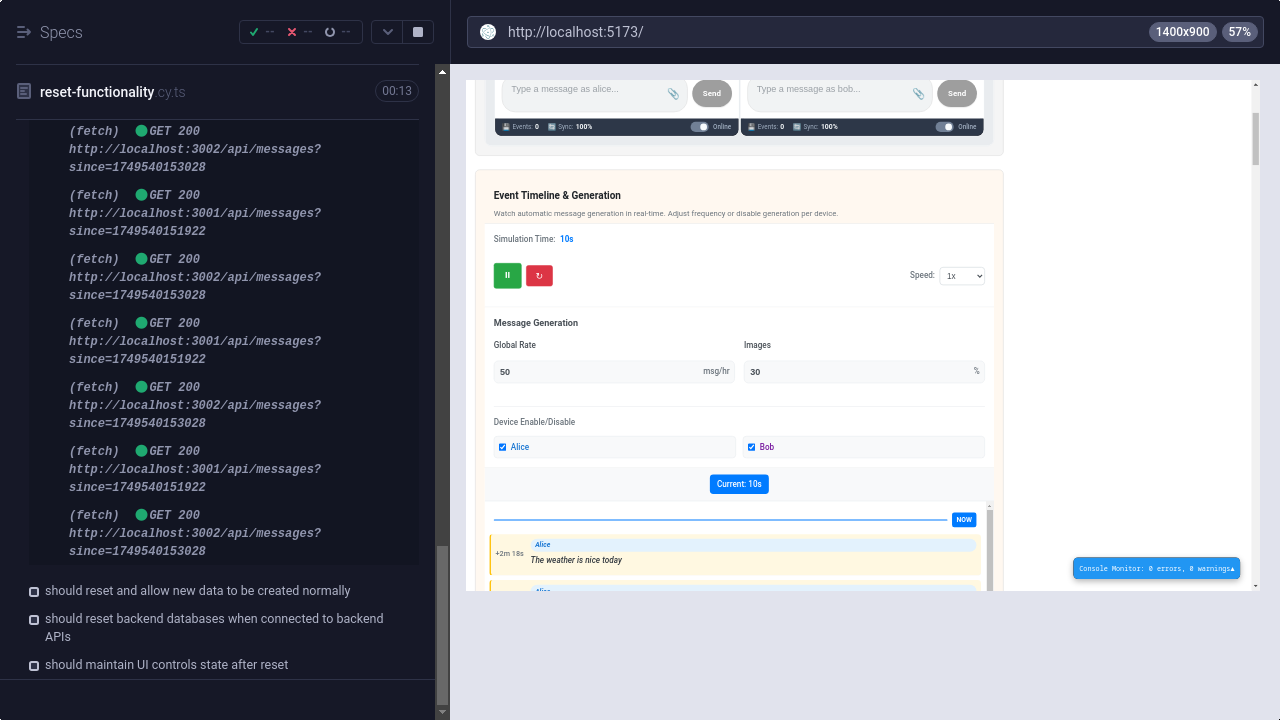 Specs
--
--
--
reset-functionality.cy.ts
00:13
(fetch) GET 200
http://localhost:3002/api/messages?
since=1749540153028
(fetch) GET 200
http://localhost:3001/api/messages?
since=1749540151922
(fetch) GET 200
http://localhost:3002/api/messages?
since=1749540153028
(fetch) GET 200
http://localhost:3001/api/messages?
since=1749540151922
(fetch) GET 200
http://localhost:3002/api/messages?
since=1749540153028
(fetch) GET 200
http://localhost:3001/api/messages?
since=1749540151922
(fetch) GET 200
http://localhost:3002/api/messages?
since=1749540153028
should reset and allow new data to be created normally
should reset backend databases when connected to backend
APIs
should maintain UI controls state after reset
http://localhost:5173/
1400x900
57%
Type a message as alice...
Send
Type a message as bob...
Send
Events: 0 Sync: 100% Online
Events: 0 Sync: 100% Online
Event Timeline & Generation
Watch automatic message generation in real-time. Adjust frequency or disable generation per device.
Simulation Time: 10s
Speed: 1x
Message Generation
Global Rate
Images
50 msg/hr
30 %
Device Enable/Disable
Alice
Bob
Current: 10s
NOW
Alice
+2m 18s
The weather is nice today
Alice
Console Monitor: 0 errors, 0 warnings▲